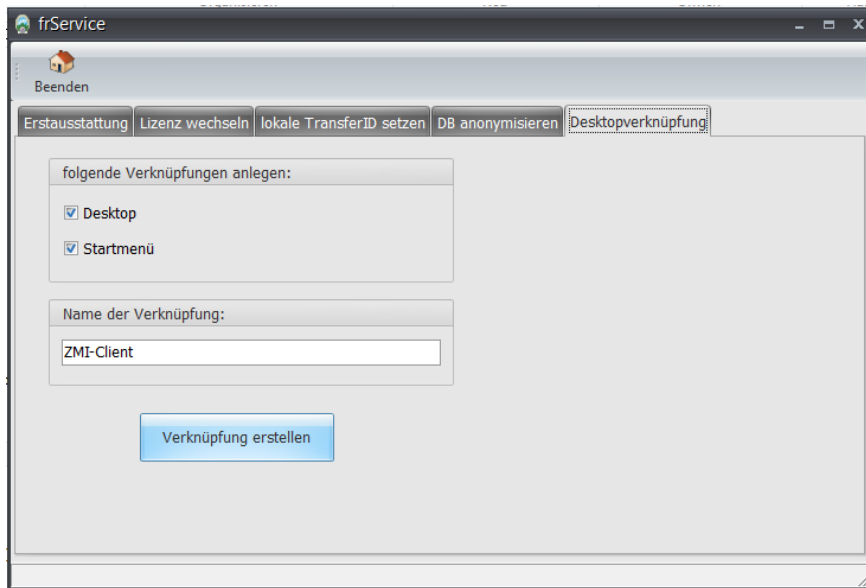 frService
Beenden
Erstausstattung Lizenz wechseln lokale TransferID setzen DB anonymisieren Desktopverknüpfung
folgende Verknüpfungen anlegen:
Desktop
Startmenü
Name der Verknüpfung:
ZMI-Client
Verknüpfung erstellen